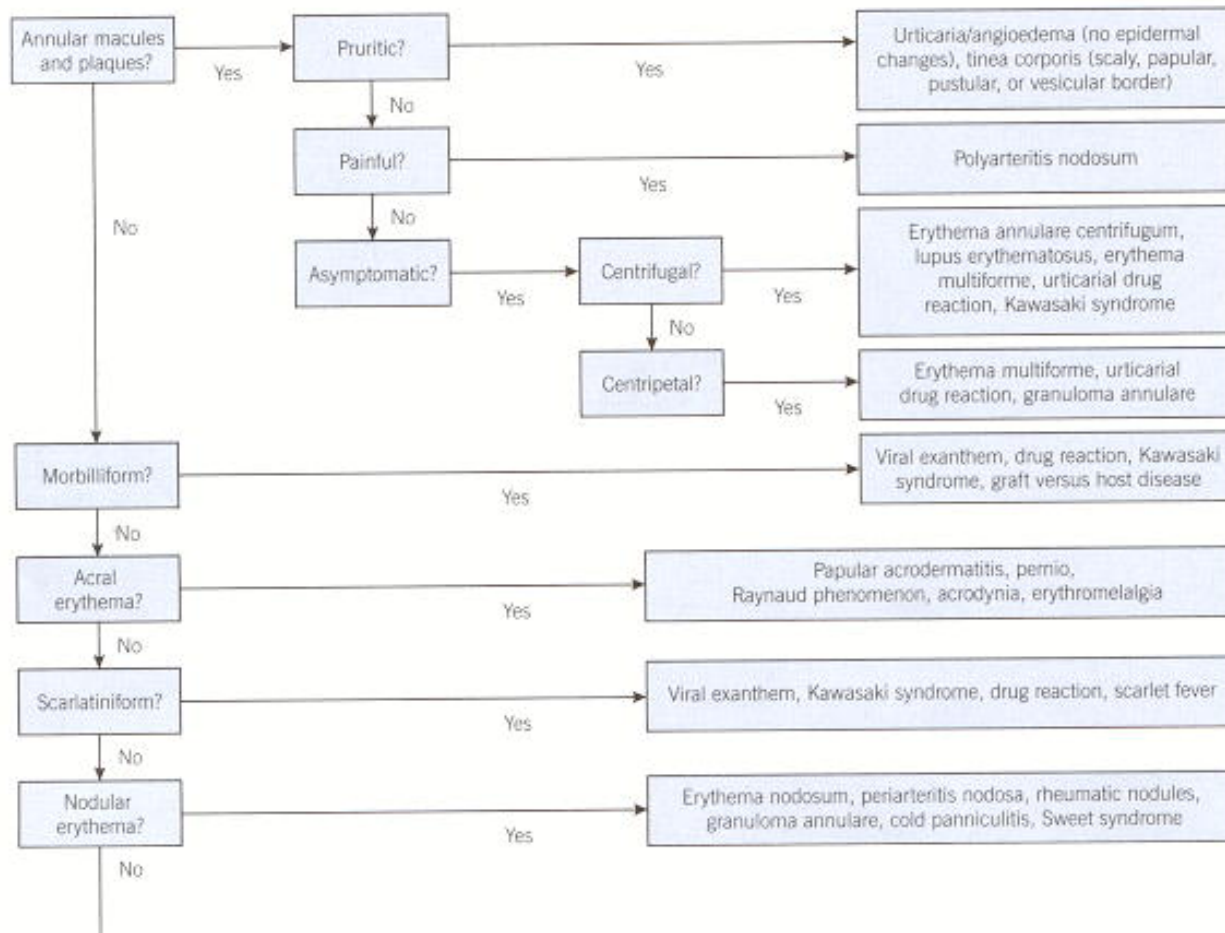 Annular macules
and plaques?
Yes
Pruritic?
Yes
Urticaria/angioedema (no epidermal
changes), tinea corporis (scaly, papular,
pustular, or vesicular border)
No
Painful?
Yes
Polyarteritis nodosum
No
No
Asymptomatic?
Yes
Centrifugal?
Yes
Erythema annulare centrifugum,
lupus erythematosus, erythema
multiforme, urticarial drug
reaction, Kawasaki syndrome
No
Centripetal?
Yes
Erythema multiforme, urticarial
drug reaction, granuloma annulare
Morbilliform?
Yes
Viral exanthem, drug reaction, Kawasaki
syndrome, graft versus host disease
No
Acral
erythema?
Yes
Papular acrodermatitis, pernio,
Raynaud phenomenon, acrodynia, erythromelalgia
No
Scarlatiniform?
Yes
Viral exanthem, Kawasaki syndrome, drug reaction, scarlet fever
No
Nodular
erythema?
Yes
Erythema nodosum, periarteritis nodosa, rheumatic nodules,
granuloma annulare, cold panniculitis, Sweet syndrome
No